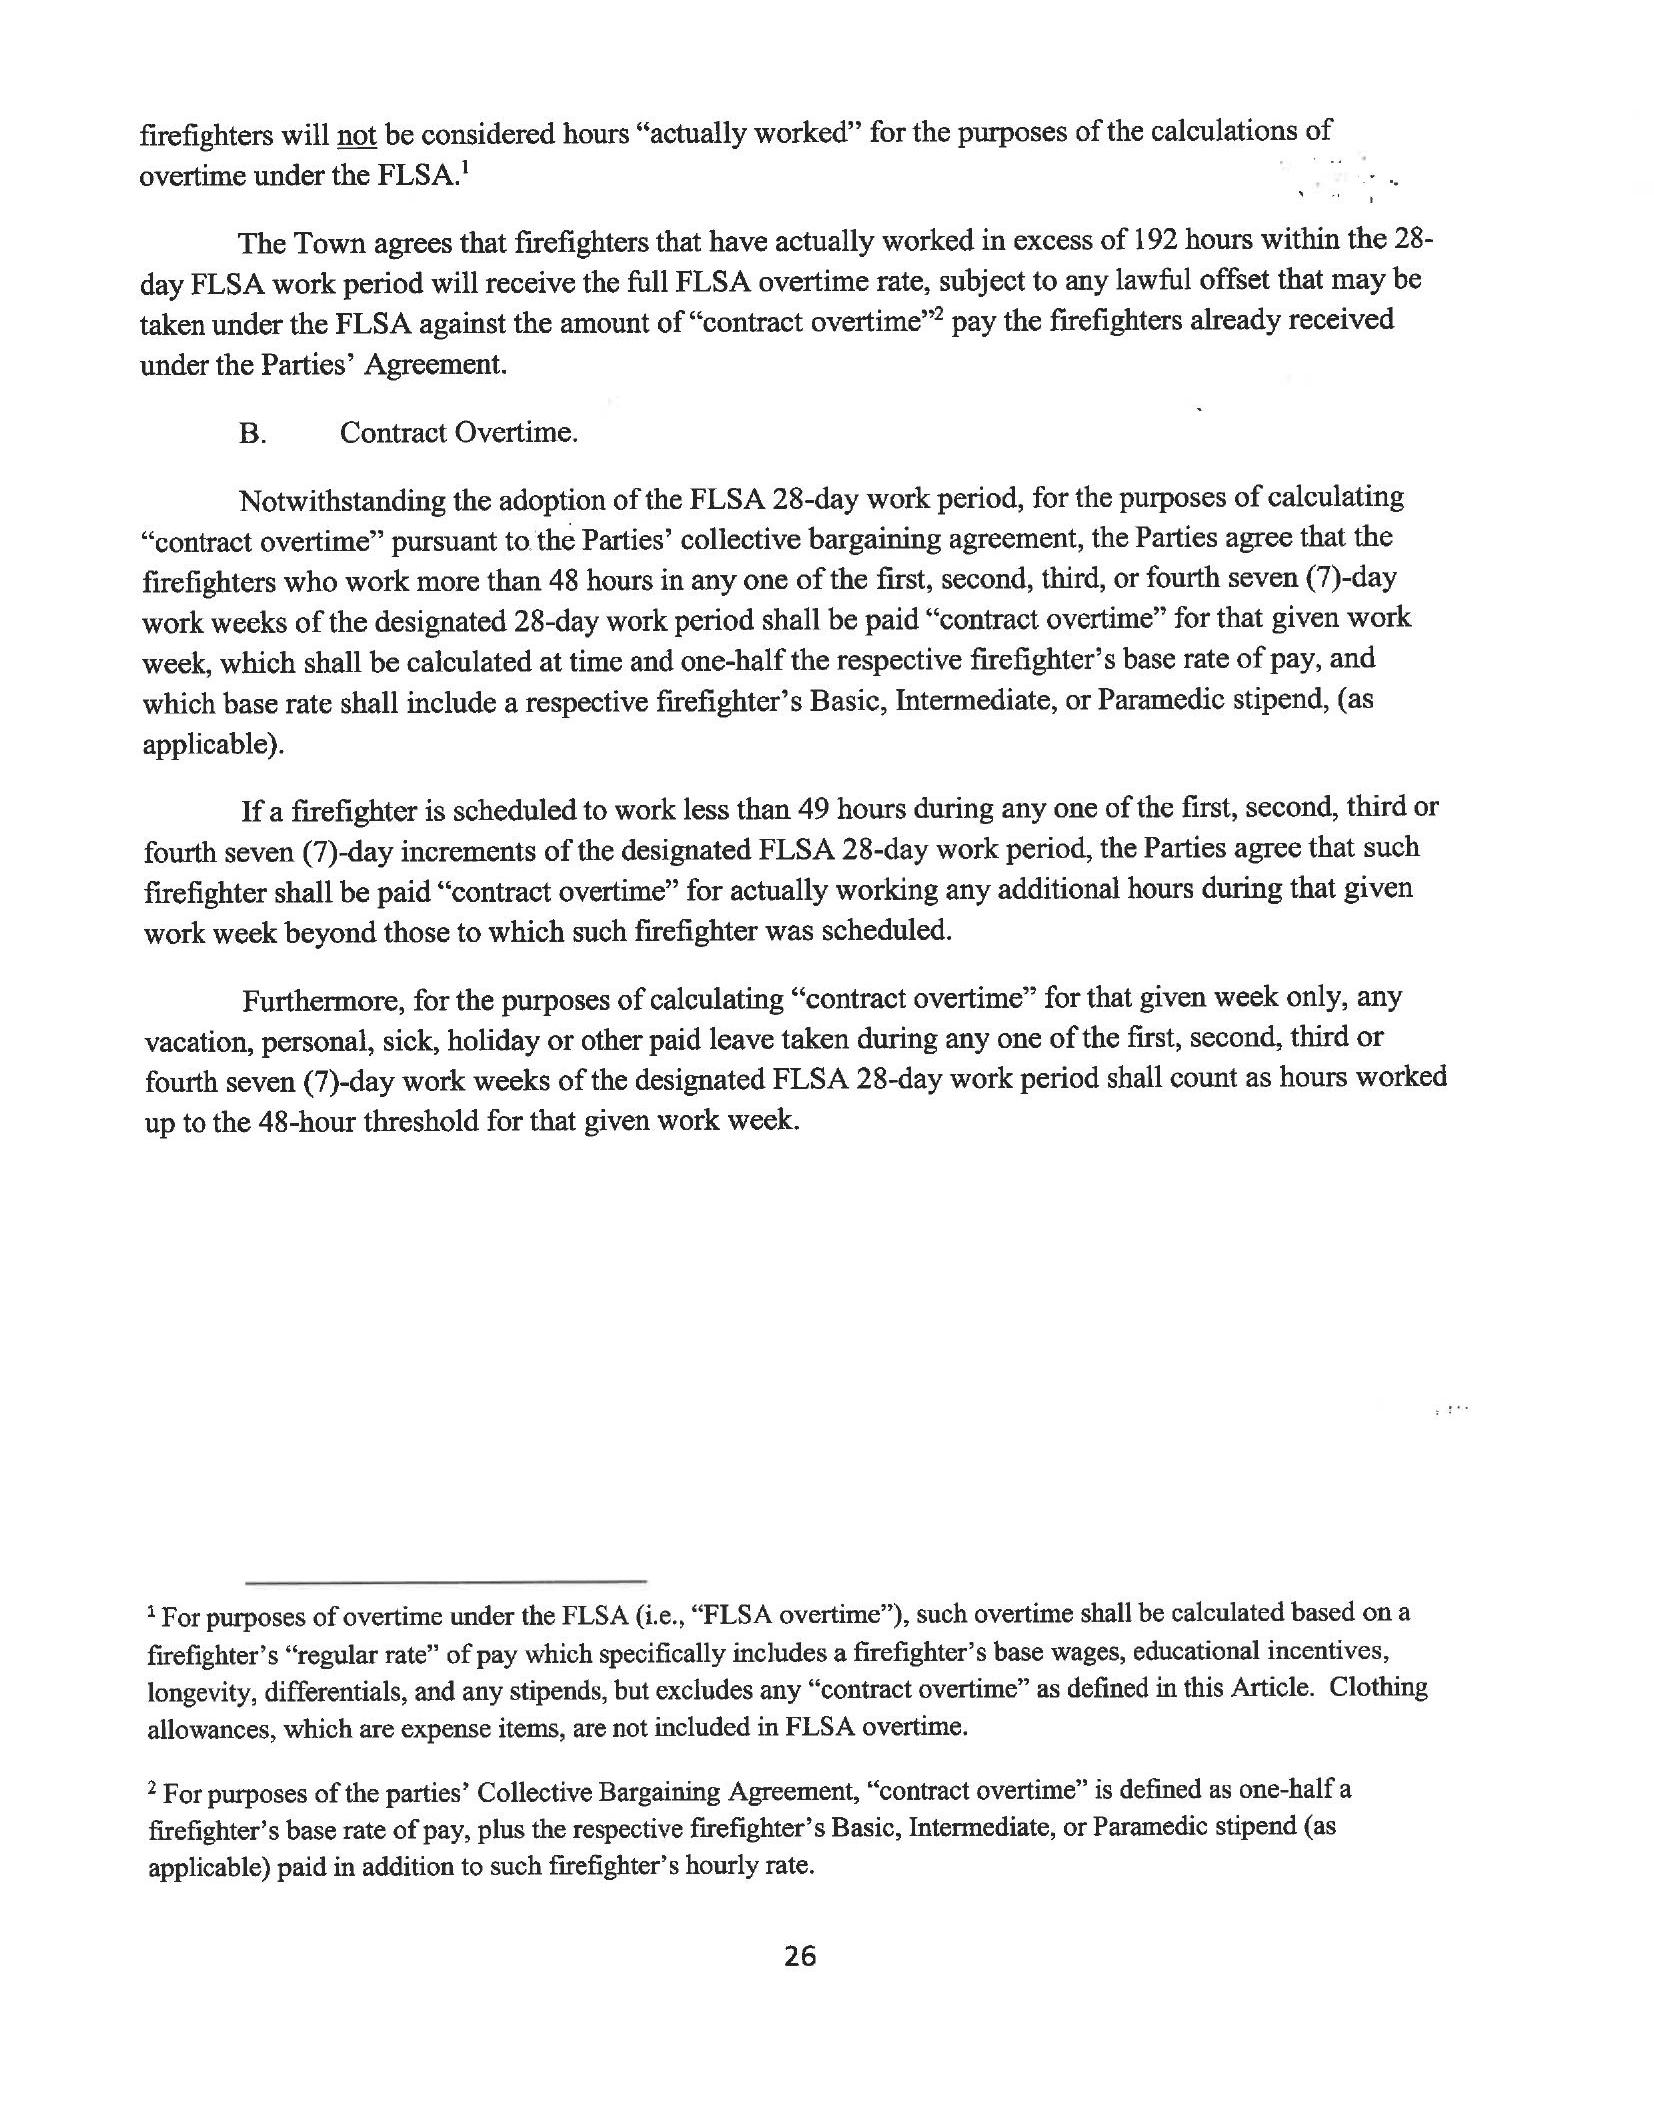 firefighters will not be considered hours “actually worked” for the purposes of the calculations of
overtime under the FLSA.¹
The Town agrees that firefighters that have actually worked in excess of 192 hours within the 28-
day FLSA work period will receive the full FLSA overtime rate, subject to any lawful offset that may be
taken under the FLSA against the amount of “contract overtime”² pay the firefighters already received
under the Parties’ Agreement.
B. Contract Overtime.
Notwithstanding the adoption of the FLSA 28-day work period, for the purposes of calculating
“contract overtime” pursuant to the Parties’ collective bargaining agreement, the Parties agree that the
firefighters who work more than 48 hours in any one of the first, second, third, or fourth seven (7)-day
work weeks of the designated 28-day work period shall be paid “contract overtime” for that given work
week, which shall be calculated at time and one-half the respective firefighter’s base rate of pay, and
which base rate shall include a respective firefighter’s Basic, Intermediate, or Paramedic stipend, (as
applicable).
If a firefighter is scheduled to work less than 49 hours during any one of the first, second, third or
fourth seven (7)-day increments of the designated FLSA 28-day work period, the Parties agree that such
firefighter shall be paid “contract overtime” for actually working any additional hours during that given
work week beyond those to which such firefighter was scheduled.
Furthermore, for the purposes of calculating “contract overtime” for that given week only, any
vacation, personal, sick, holiday or other paid leave taken during any one of the first, second, third or
fourth seven (7)-day work weeks of the designated FLSA 28-day work period shall count as hours worked
up to the 48-hour threshold for that given work week.
¹ For purposes of overtime under the FLSA (i.e., “FLSA overtime”), such overtime shall be calculated based on a
firefighter’s “regular rate” of pay which specifically includes a firefighter’s base wages, educational incentives,
longevity, differentials, and any stipends, but excludes any “contract overtime” as defined in this Article. Clothing
allowances, which are expense items, are not included in FLSA overtime.
² For purposes of the parties’ Collective Bargaining Agreement, “contract overtime” is defined as one-half a
firefighter’s base rate of pay, plus the respective firefighter’s Basic, Intermediate, or Paramedic stipend (as
applicable) paid in addition to such firefighter’s hourly rate.
26